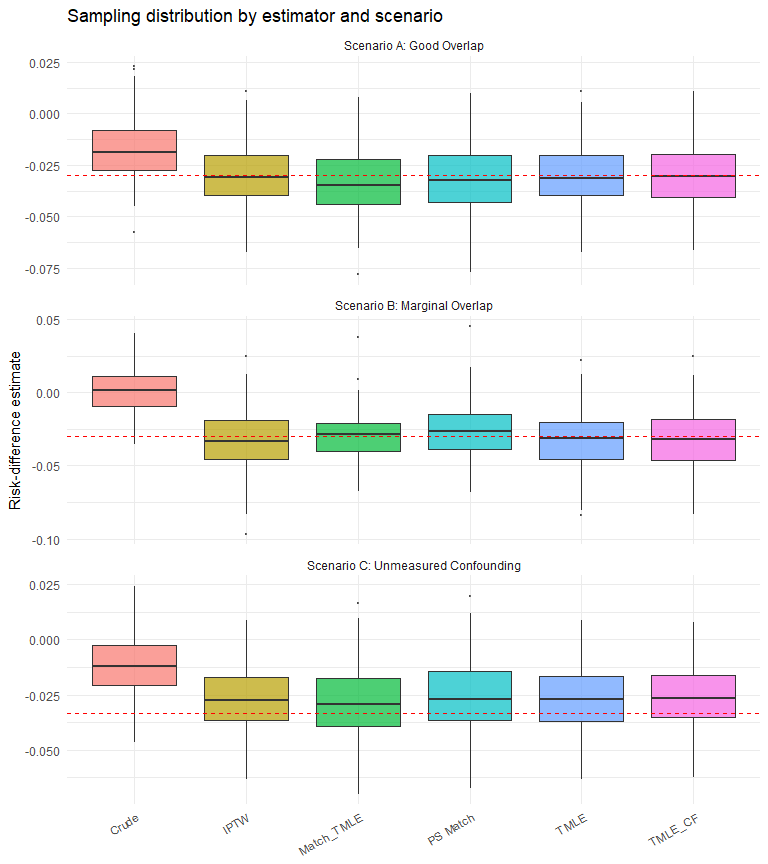 Sampling distribution by estimator and scenario
Scenario A: Good Overlap
0.025
0.000
-0.025
-0.050
-0.075
Scenario B: Marginal Overlap
0.05
0.00
-0.05
-0.10
Risk-difference estimate
Scenario C: Unmeasured Confounding
0.025
0.000
-0.025
-0.050
Crude
IPTW
Match_TMLE
PS_Match
TMLE
TMLE_CF